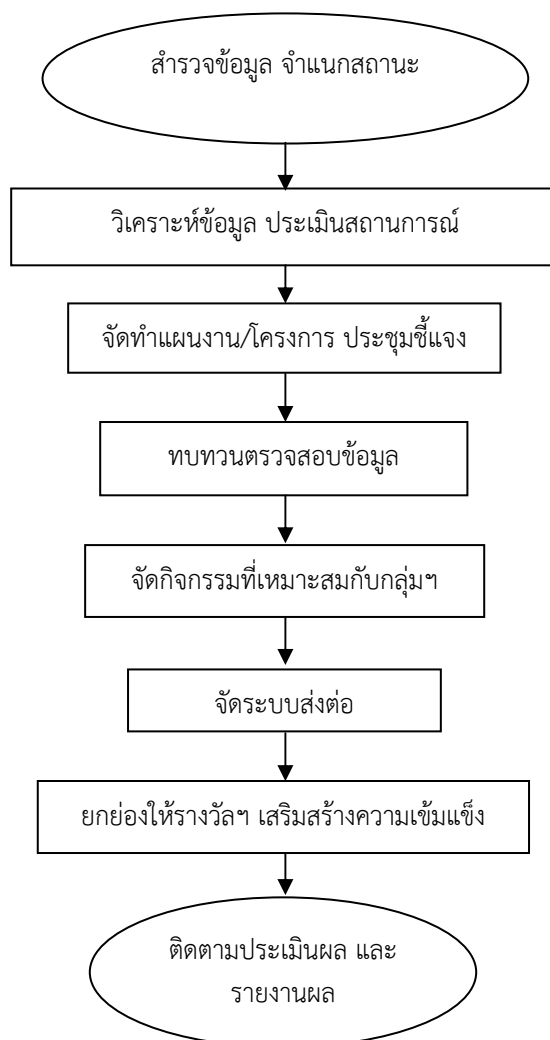 สำรวจข้อมูล จำแนกสถานะ
วิเคราะห์ข้อมูล ประเมินสถานการณ์
จัดทำแผนงาน/โครงการ ประชุมชี้แจง
ทบทวนตรวจสอบข้อมูล
จัดกิจกรรมที่เหมาะสมกับกลุ่มฯ
จัดระบบส่งต่อ
ยกย่องให้รางวัลฯ เสริมสร้างความเข้มแข็ง
ติดตามประเมินผล และ
รายงานผล